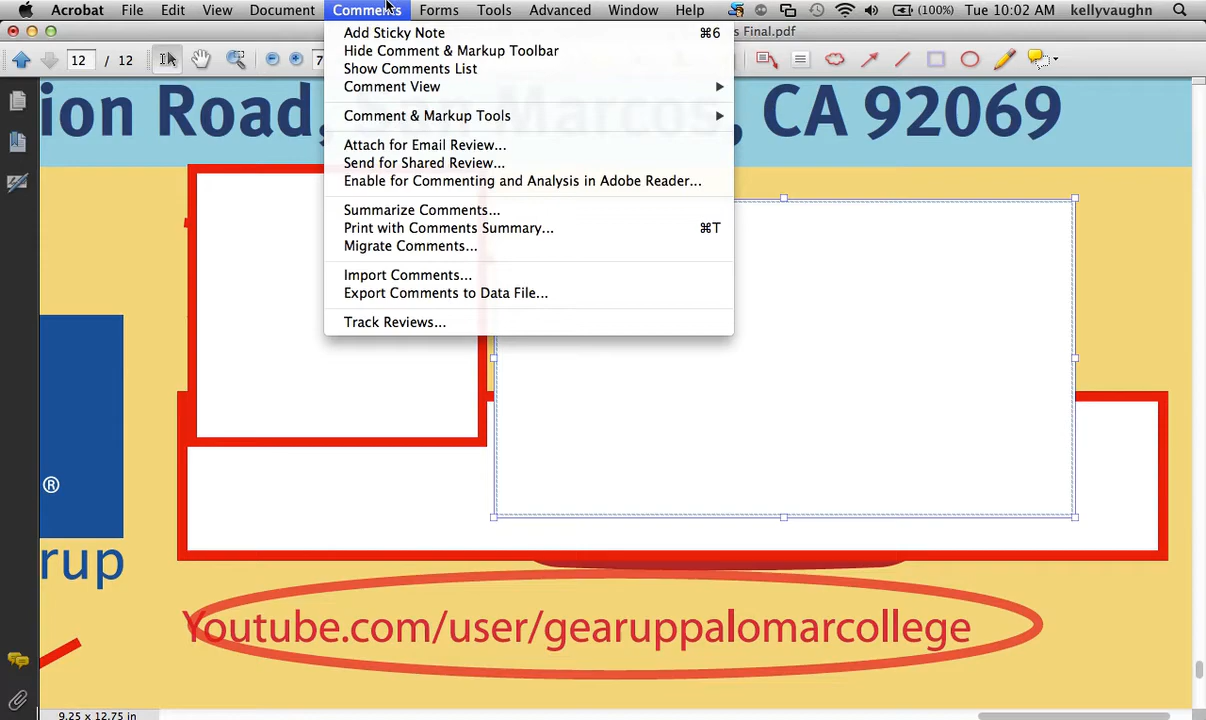 Acrobat File Edit View Document Comments Forms Tools Advanced Window Help (100%) Tue 10:02 AM kellyvaughn
s Final.pdf
12 / 12 7
Add Sticky Note ⌘6
Hide Comment & Markup Toolbar
Show Comments List
Comment View
Comment & Markup Tools
Attach for Email Review...
Send for Shared Review...
Enable for Commenting and Analysis in Adobe Reader...
Summarize Comments...
Print with Comments Summary... ⌘T
Migrate Comments...
Import Comments...
Export Comments to Data File...
Track Reviews...
ion Road, San Marcos, CA 92069
®
rup
Youtube.com/user/gearuppalomarcollege
9.25 x 12.75 in